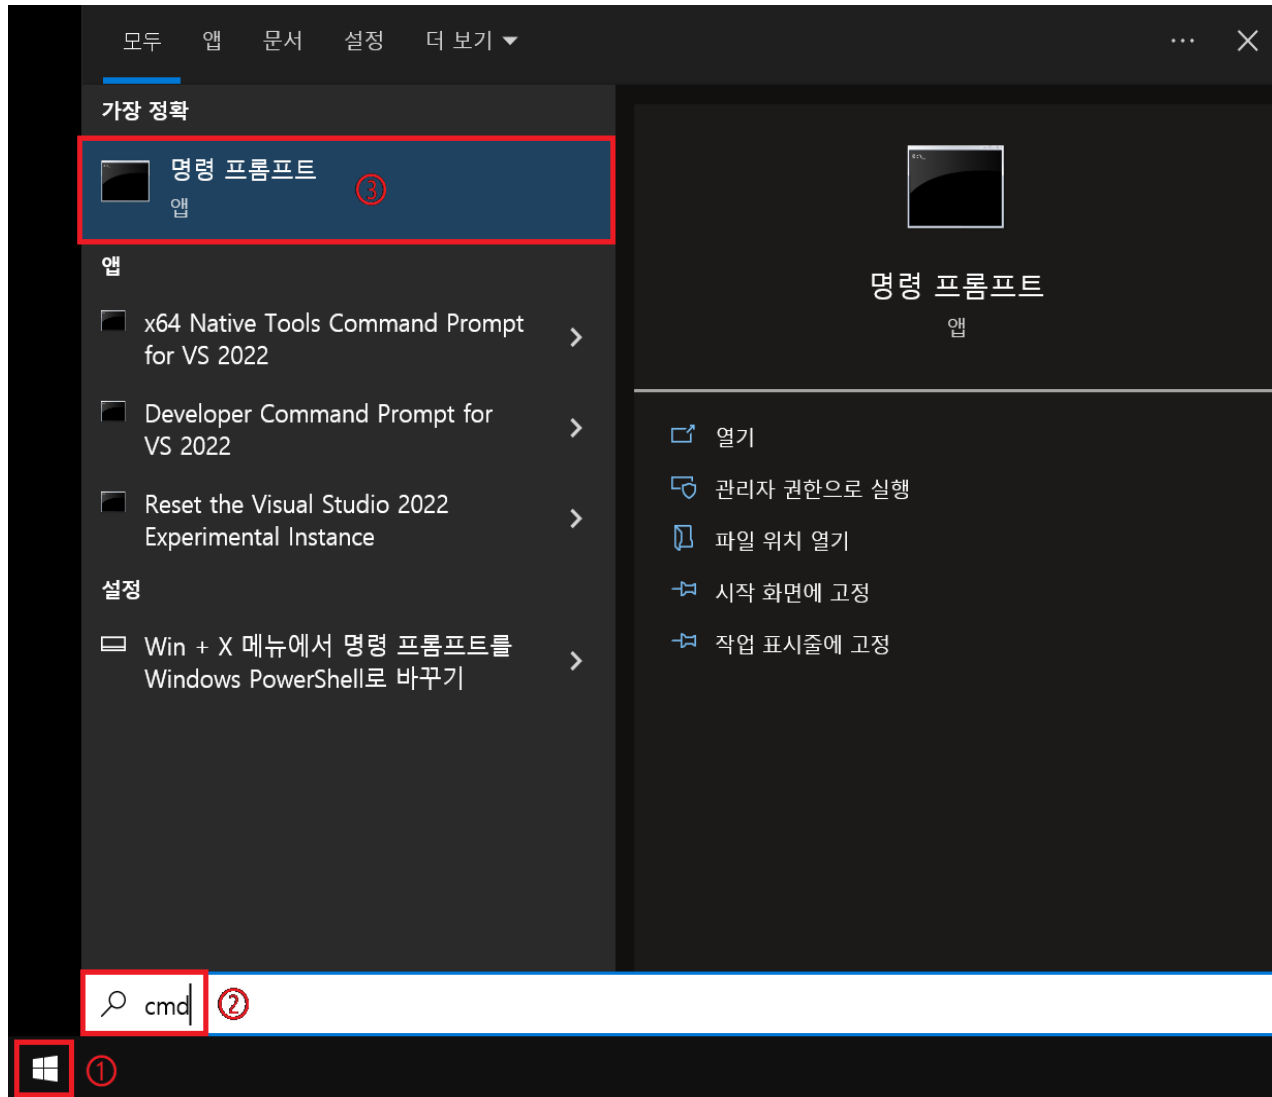 모두 앱 문서 설정 더 보기
가장 정확
명령 프롬프트
앱
③
앱
x64 Native Tools Command Prompt
for VS 2022
Developer Command Prompt for
VS 2022
Reset the Visual Studio 2022
Experimental Instance
설정
Win + X 메뉴에서 명령 프롬프트를
Windows PowerShell로 바꾸기
명령 프롬프트
앱
열기
관리자 권한으로 실행
파일 위치 열기
시작 화면에 고정
작업 표시줄에 고정
cmd ②
①